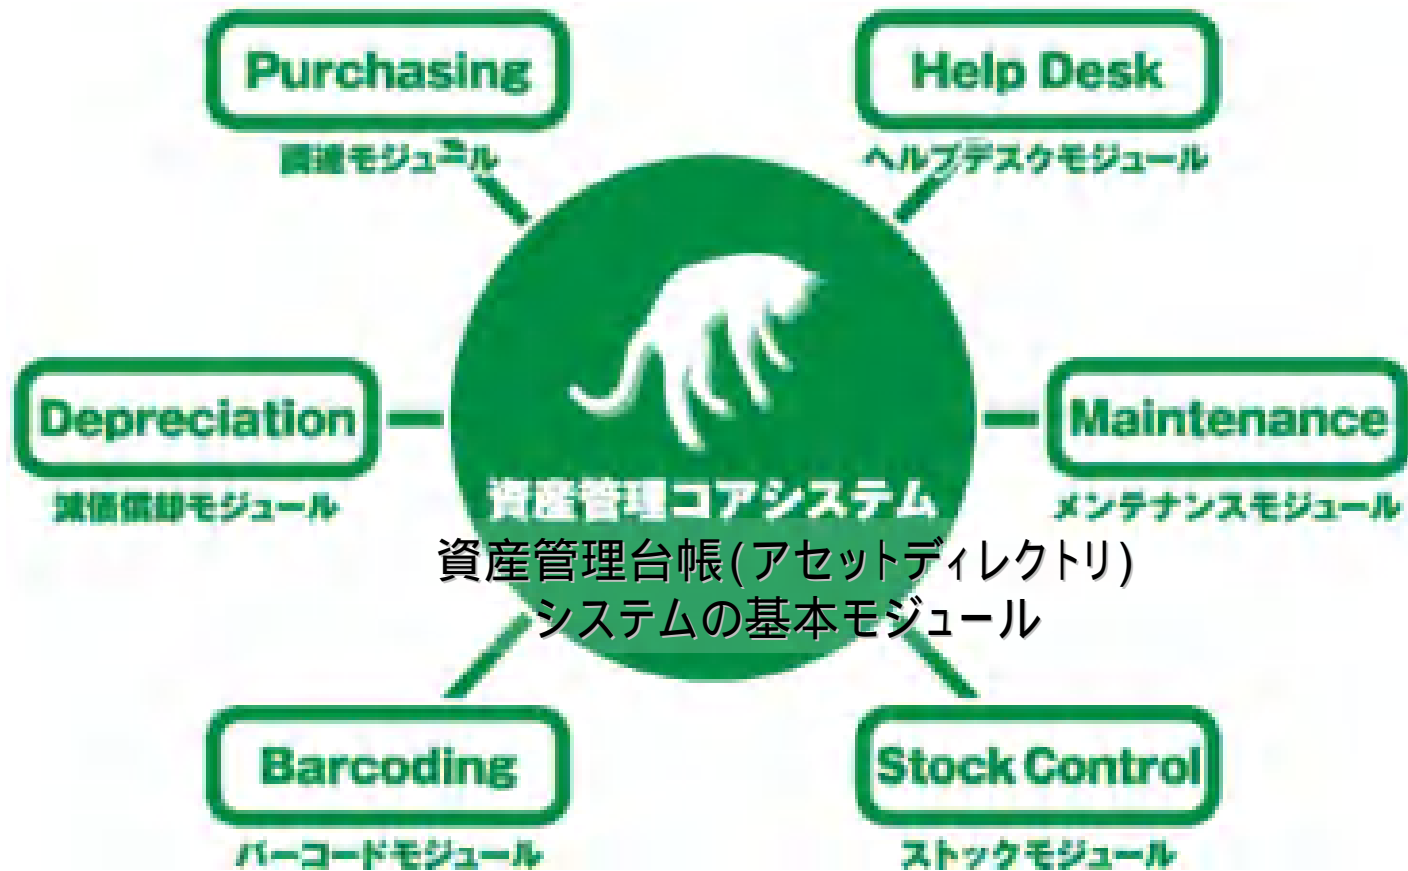 Purchasing
Help Desk
調達モジュール
ヘルプデスクモジュール
Depreciation
Maintenance
減価償却モジュール
メンテナンスモジュール
資産管理コアシステム
資産管理台帳(アセットディレクトリ)
システムの基本モジュール
Barcoding
Stock Control
バーコードモジュール
ストックモジュール